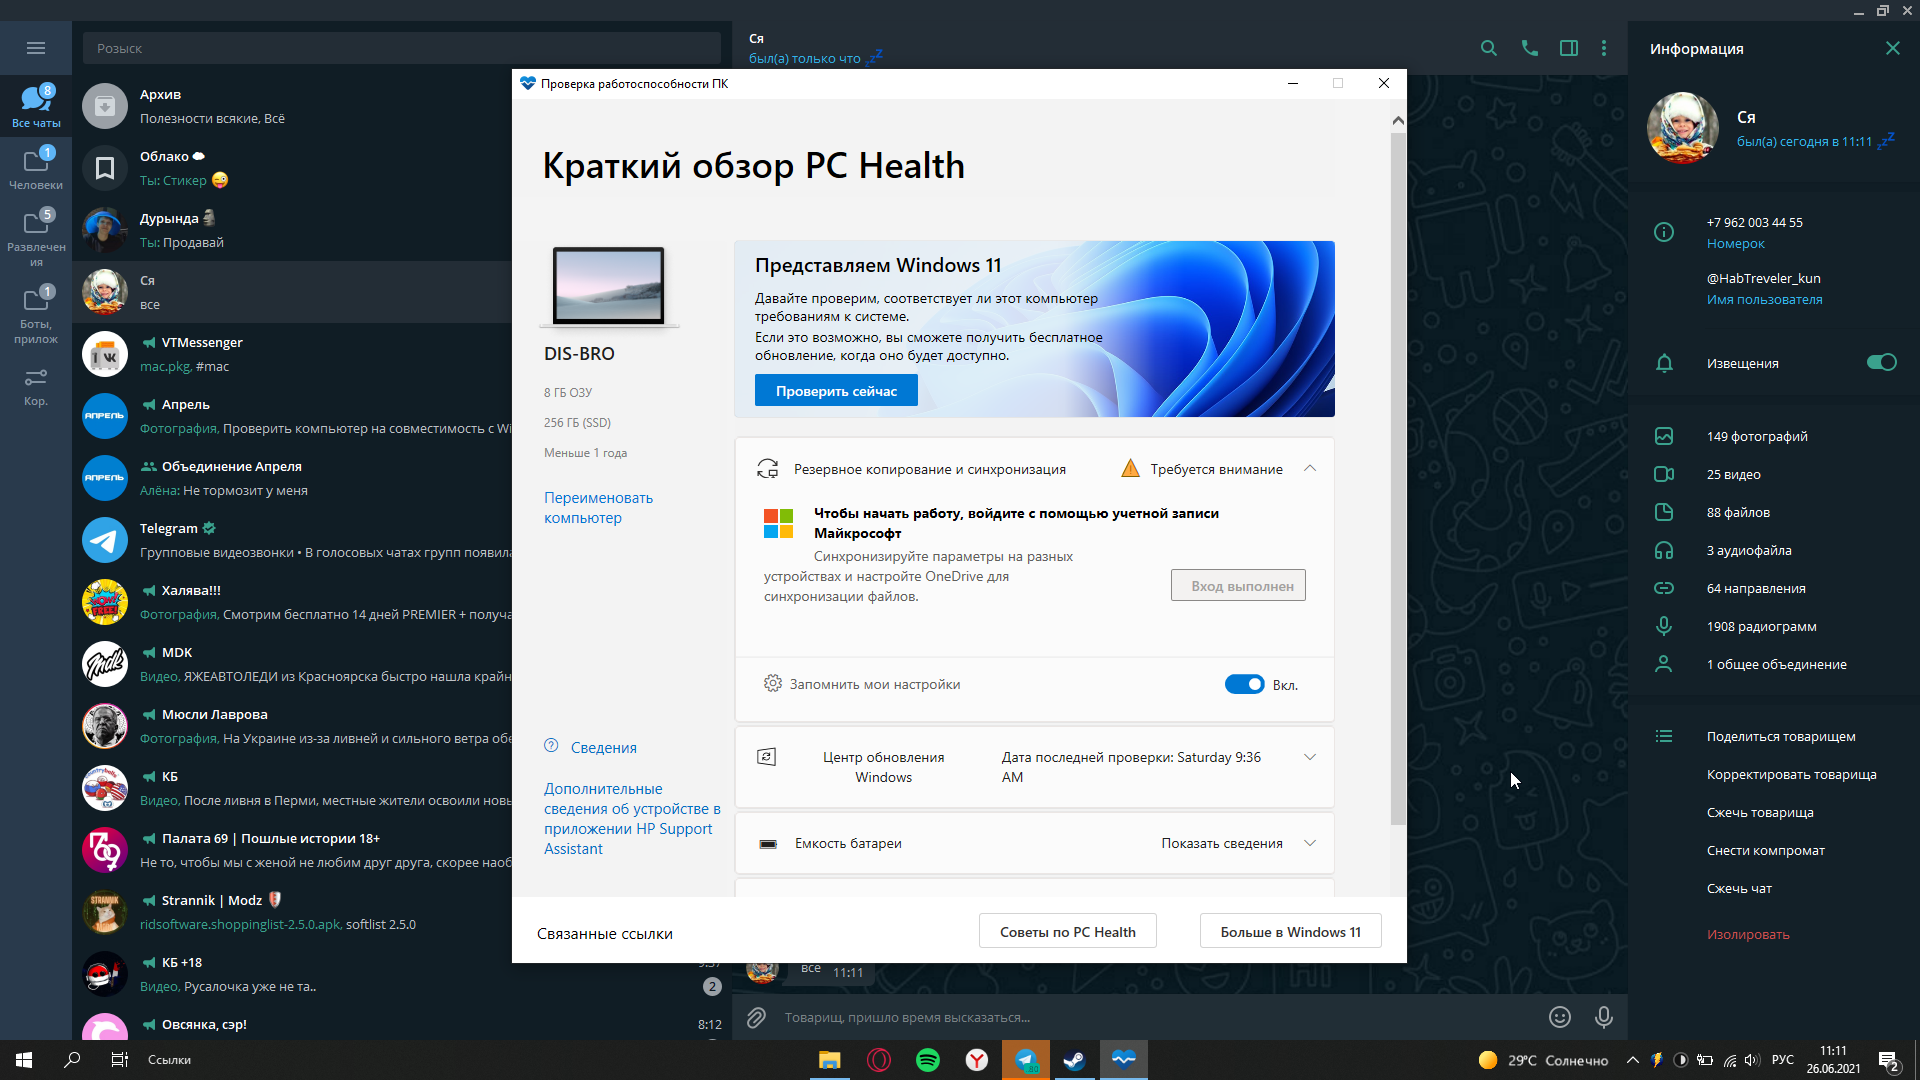 8
Все чаты
1
Человеки
5
Развлечен
ия
1
Боты,
прилож
Кор.
Розыск
Архив
Полезности всякие, Всё
Облако
Ты: Стикер
Дурында
Ты: Продавай
Ся
все
VTMessenger
mac.pkg, #mac
Апрель
Фотография, Проверить компьютер на совместимость с Wi
Объединение Апреля
Алёна: Не тормозит у меня
Telegram
Групповые видеозвонки • В голосовых чатах групп появила
Халява!!!
Фотография, Смотрим бесплатно 14 дней PREMIER + получа
MDK
Видео, ЯЖЕАВТОЛЕДИ из Красноярска быстро нашла крайн
Мюсли Лаврова
Фотография, На Украине из-за ливней и сильного ветра обе
КБ
Видео, После ливня в Перми, местные жители освоили новы
Палата 69 | Пошлые истории 18+
Не то, чтобы мы с женой не любим друг друга, скорее наоб
Strannik | Modz
ridsoftware.shoppinglist-2.5.0.apk, softlist 2.5.0
КБ +18
Видео, Русалочка уже не та..
2
Овсянка, сэр!
8:12
АПРЕЛЬ
АПРЕЛЬ
Ся
был(а) только что
Проверка работоспособности ПК
Краткий обзор PC Health
DIS-BRO
8 ГБ ОЗУ
256 ГБ (SSD)
Меньше 1 года
Переименовать
компьютер
Сведения
Дополнительные
сведения об устройстве в
приложении HP Support
Assistant
Представляем Windows 11
Давайте проверим, соответствует ли этот компьютер
требованиям к системе.
Если это возможно, вы сможете получить бесплатное
обновление, когда оно будет доступно.
Проверить сейчас
Резервное копирование и синхронизация
Требуется внимание
Чтобы начать работу, войдите с помощью учетной записи
Майкрософт
Синхронизируйте параметры на разных
устройствах и настройте OneDrive для
синхронизации файлов.
Вход выполнен
Запомнить мои настройки
Вкл.
Центр обновления
Windows
Дата последней проверки: Saturday 9:36
AM
Емкость батареи
Показать сведения
Связанные ссылки
Советы по PC Health
Больше в Windows 11
все
11:11
Товарищ, пришло время высказаться...
Информация
Ся
был(а) сегодня в 11:11
+7 962 003 44 55
Номерок
@HabTreveler_kun
Имя пользователя
Извещения
149 фотографий
25 видео
88 файлов
3 аудиофайла
64 направления
1908 радиограмм
1 общее объединение
Поделиться товарищем
Корректировать товарища
Сжечь товарища
Снести компромат
Сжечь чат
Изолировать
Ссылки
80
29°C Солнечно
РУС
11:11
26.06.2021
2